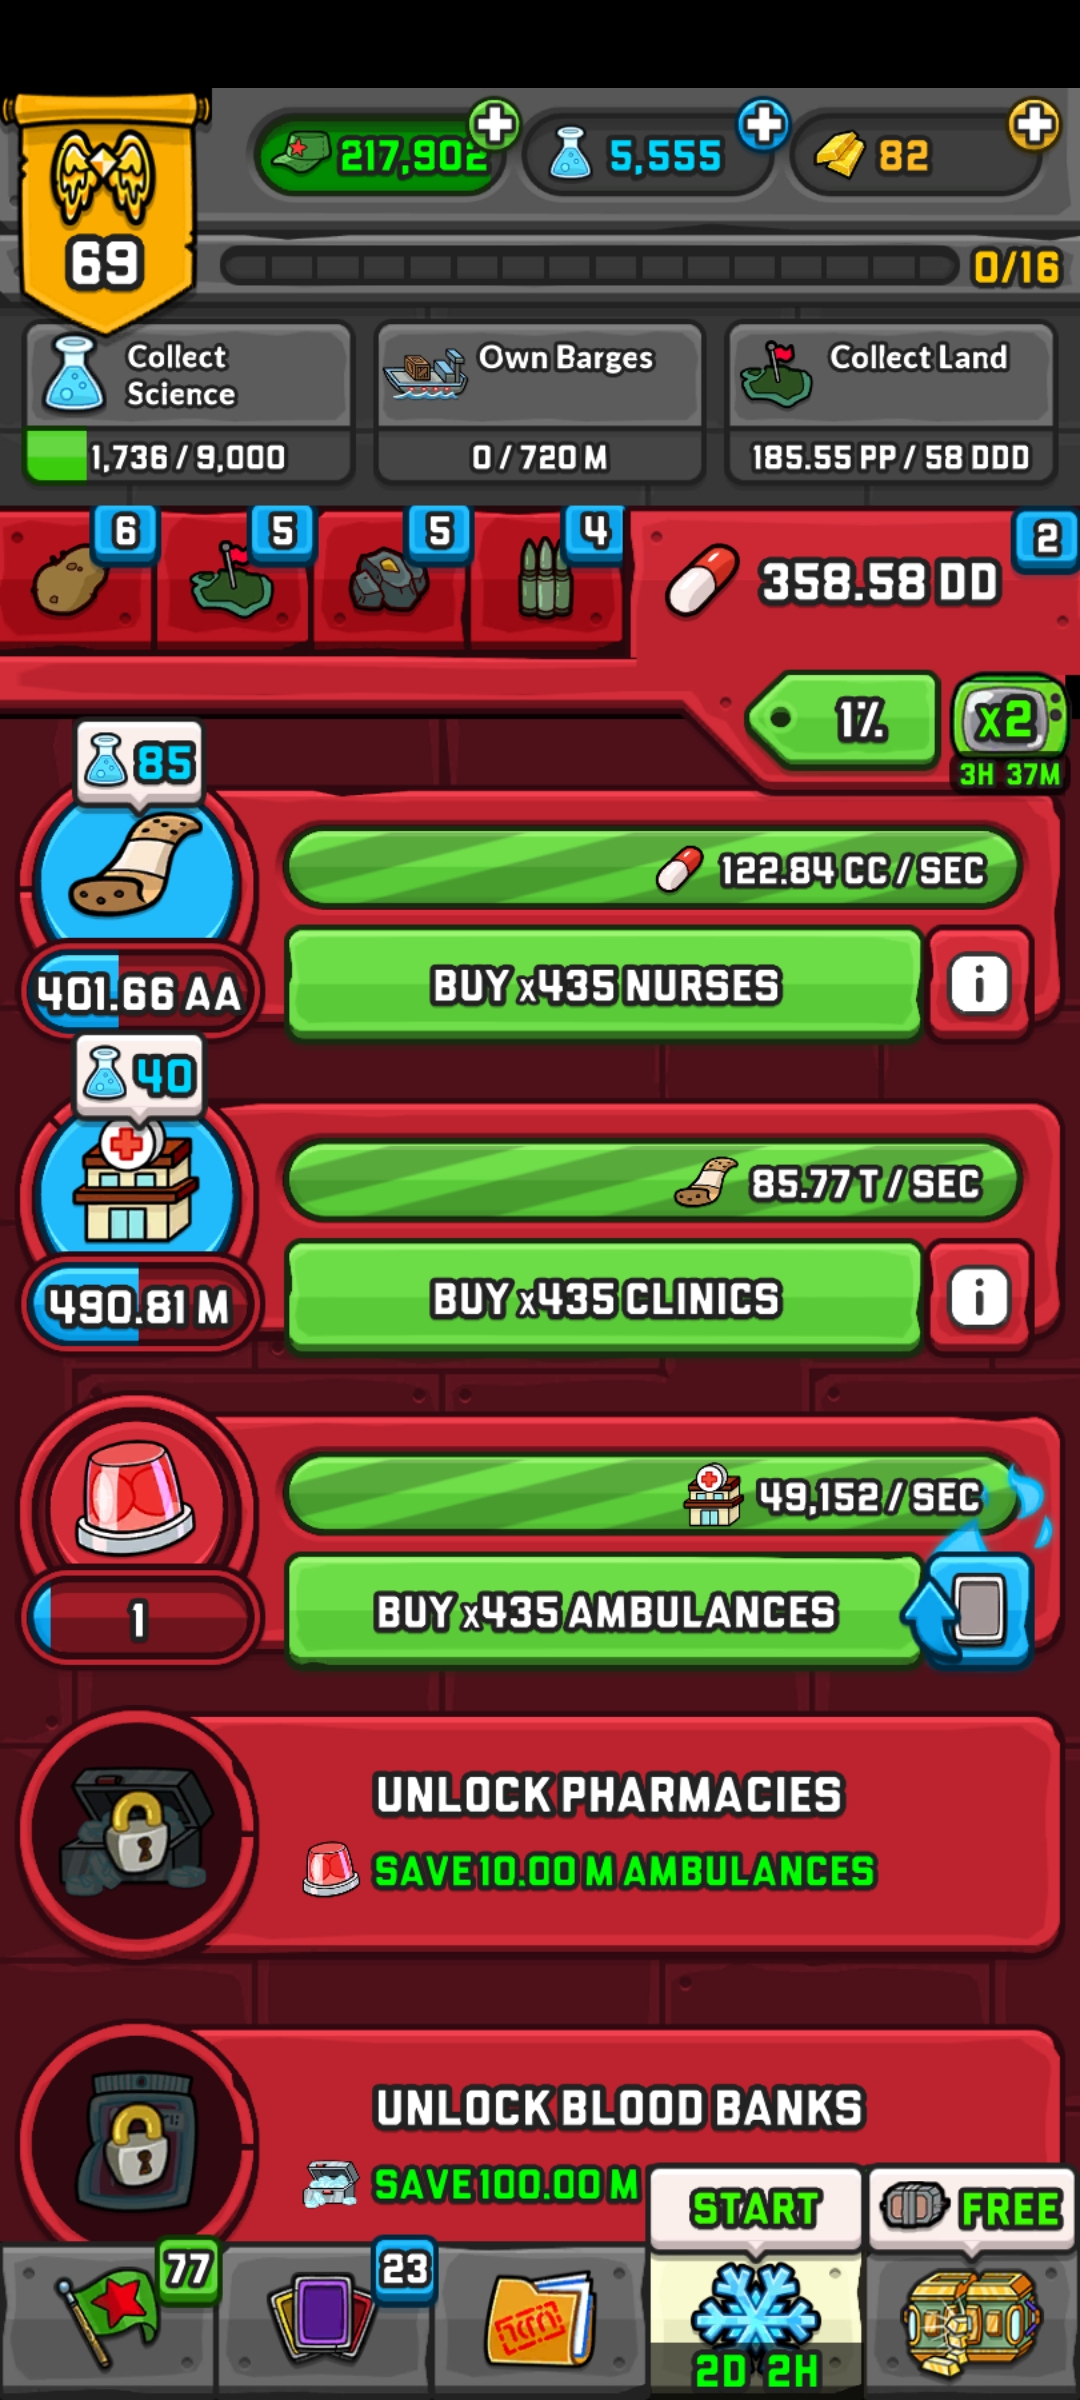 217,902
5,555
82
69
0/16
Collect
Science
Own Barges
Collect Land
1,736 / 9,000
0 / 720 M
185.55 PP / 58 DDD
6
5
5
4
2
358.58 DD
1%
x2
3H 37M
85
122.84 CC / SEC
401.66 AA
BUY x435 NURSES
i
40
85.77 T / SEC
490.81 M
BUY x435 CLINICS
i
49,152 / SEC
1
BUY x435 AMBULANCES
UNLOCK PHARMACIES
SAVE 10.00 M AMBULANCES
UNLOCK BLOOD BANKS
SAVE 100.00 M
START
FREE
77
23
2D 2H